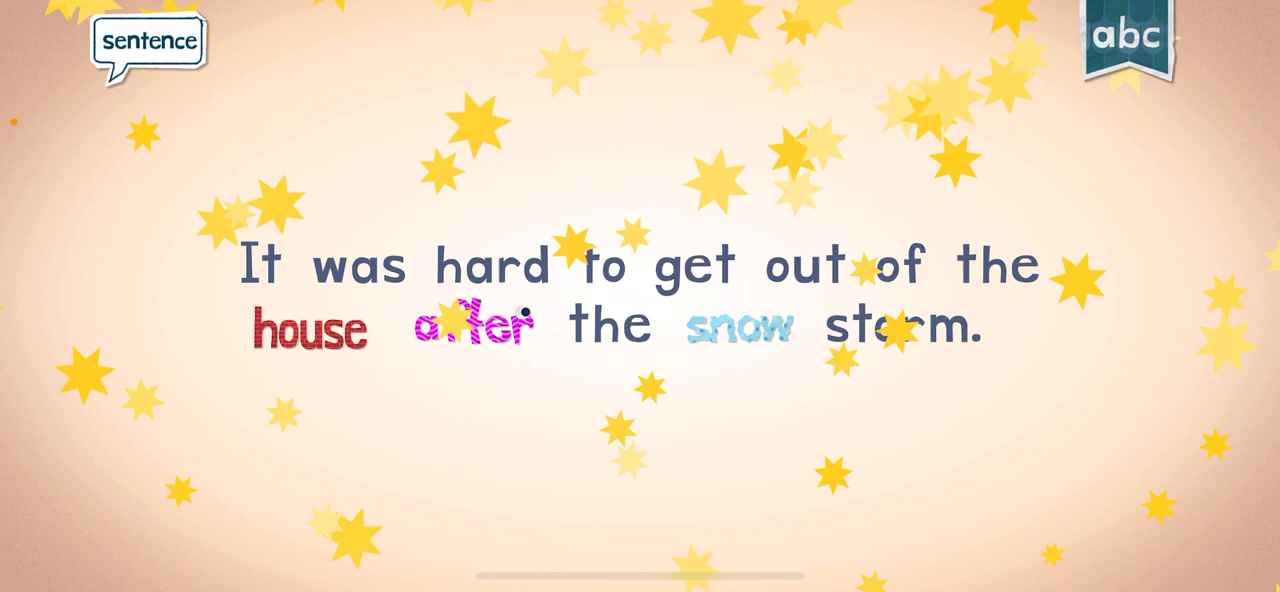 sentence
abc
It was hard to get out of the
house after the snow storm.